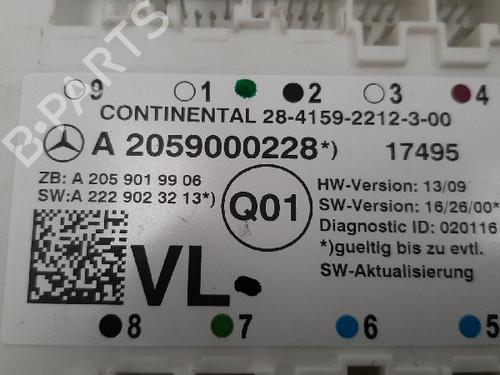 B-PARTS
9 1 2 3 4
CONTINENTAL 28-4159-2212-3-00
A 2059000228*) 17495
ZB: A 205 901 99 06
SW:A 222 902 32 13*)
Q01
HW-Version: 13/09
SW-Version: 16/26/00*
Diagnostic ID: 020116
*)gueltig bis zu evtl.
SW-Aktualisierung
VL
8 7 6 5